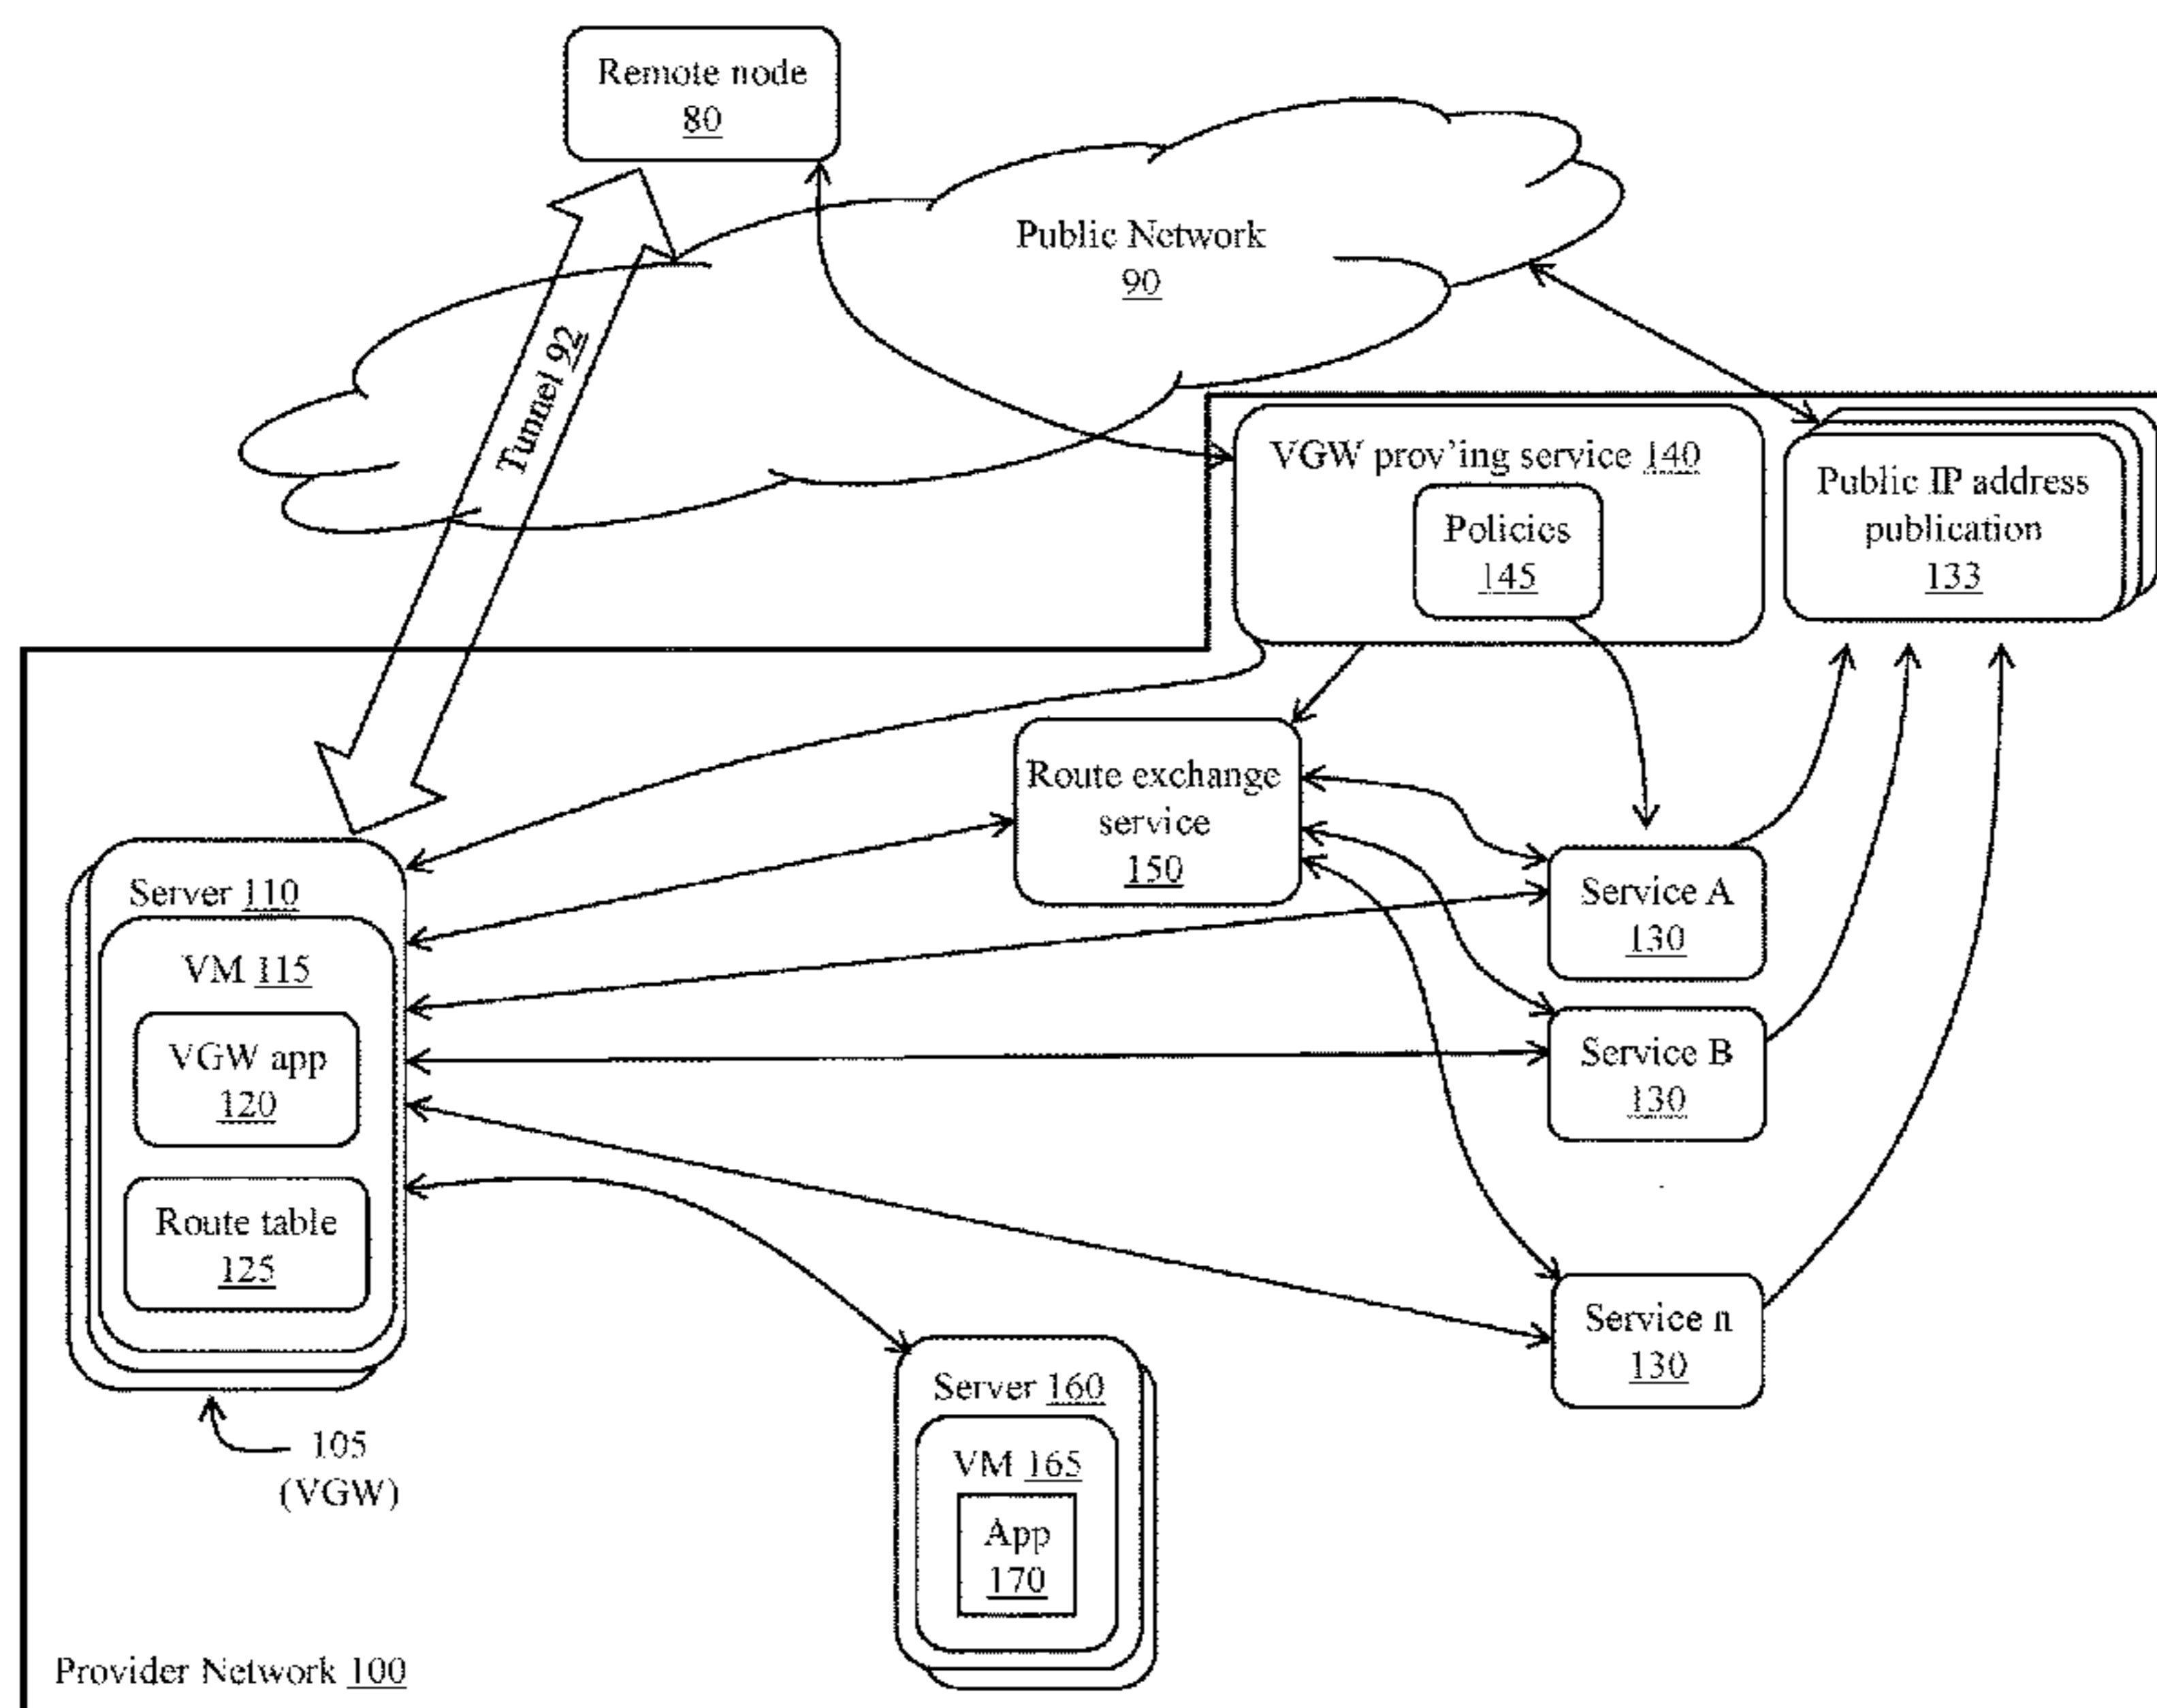 Remote node
80
Public Network
90
Tunnel 92
VGW prov'ing service 140
Policies
145
Public IP address
publication
133
Route exchange
service
150
Server 110
VM 115
VGW app
120
Route table
125
Service A
130
Service B
130
Service n
130
105
(VGW)
Server 160
VM 165
App
170
Provider Network 100